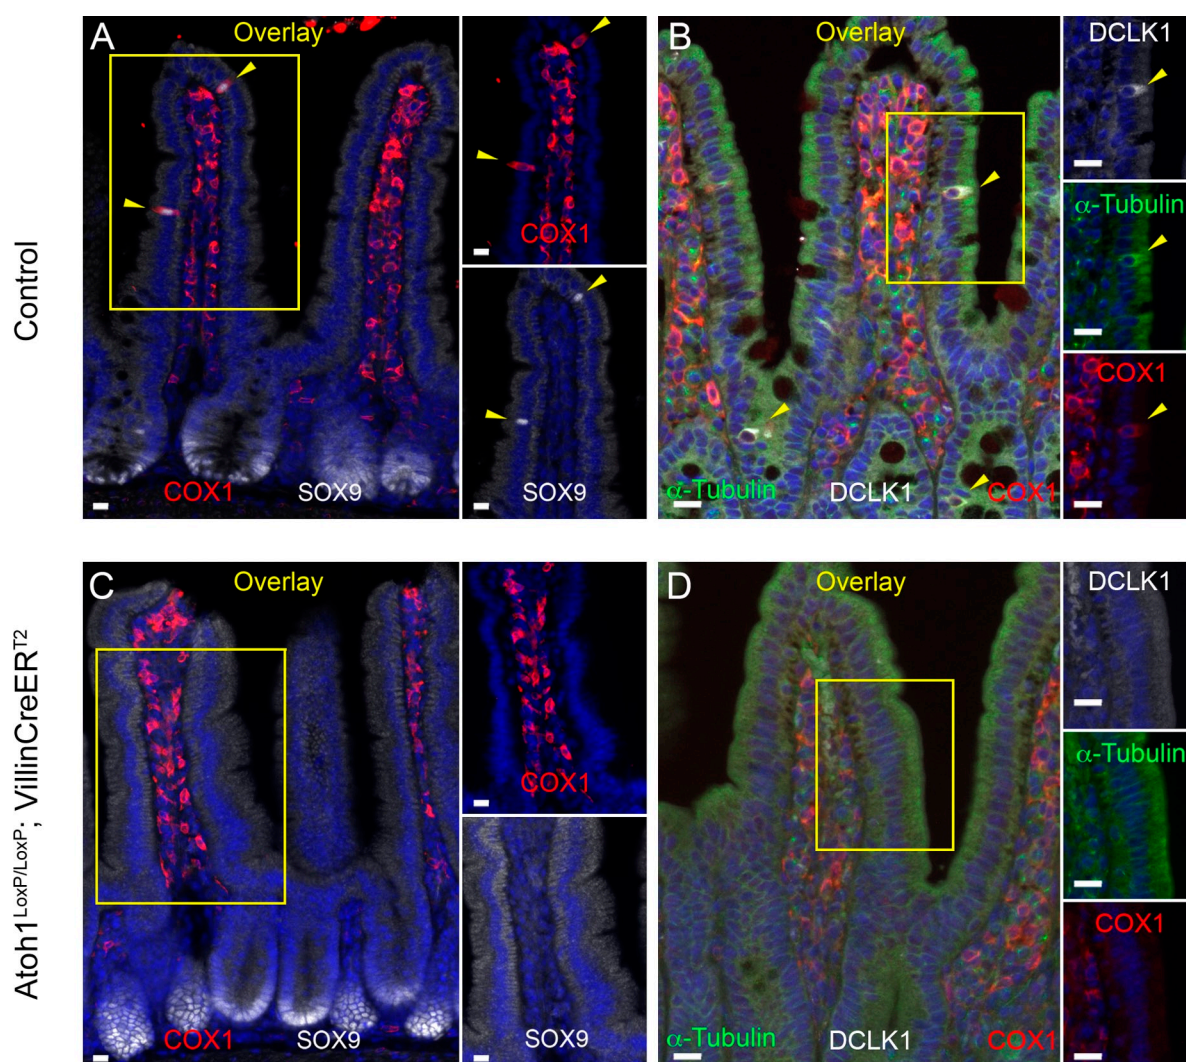 Control
A
Overlay
COX1
SOX9
COX1
SOX9
B
Overlay
α-Tubulin
DCLK1
COX1
DCLK1
α-Tubulin
COX1
Atoh1LoxP/LoxP; VillinCreERT2
C
Overlay
COX1
SOX9
COX1
SOX9
D
Overlay
α-Tubulin
DCLK1
COX1
DCLK1
α-Tubulin
COX1